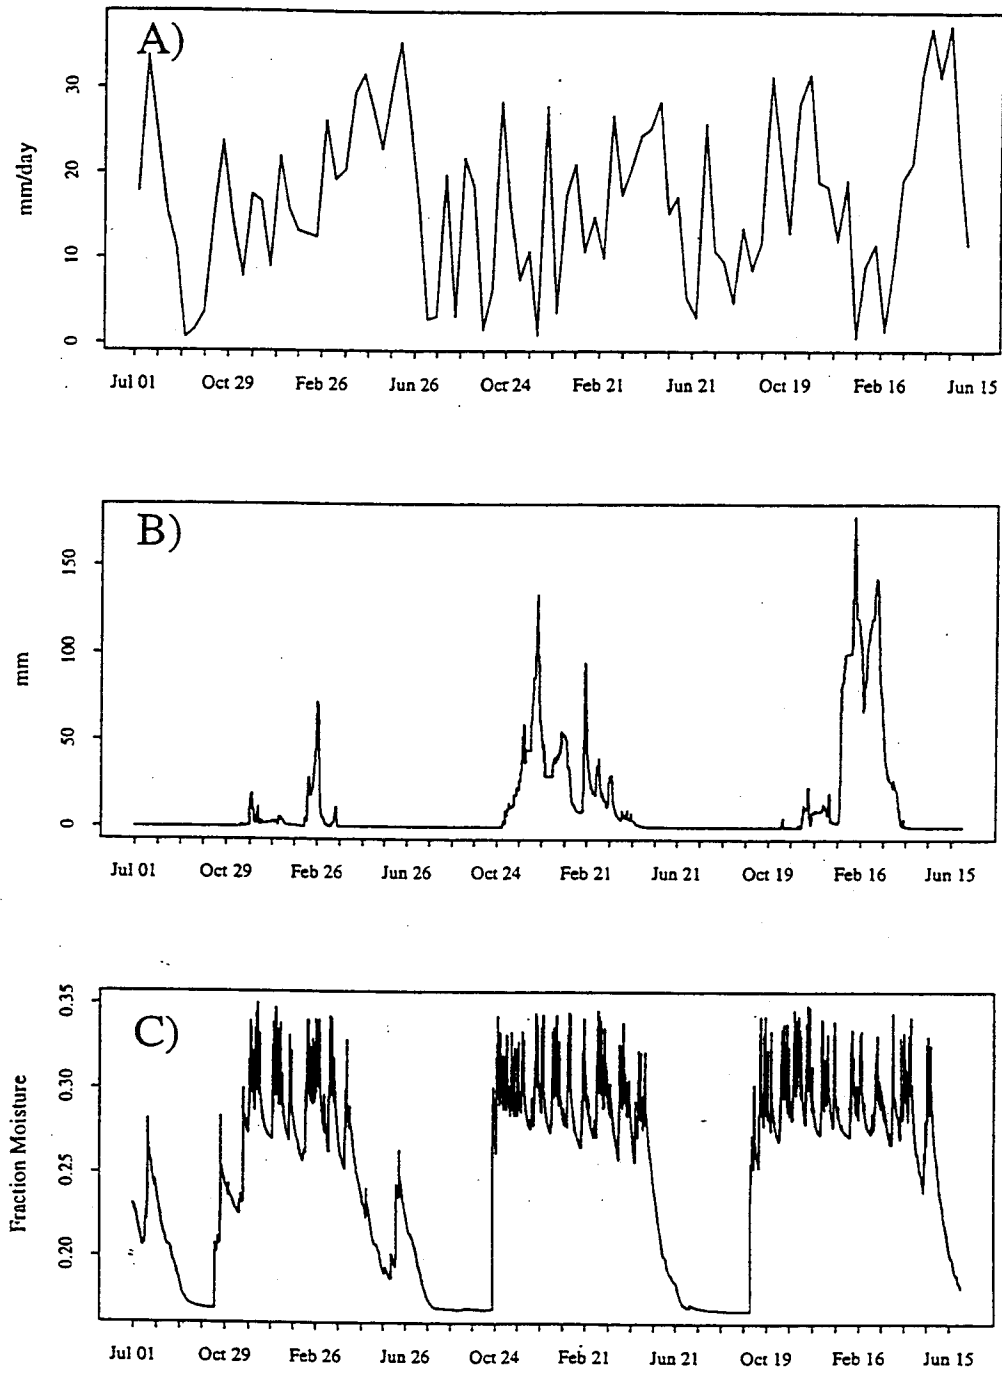 A)
mm/day
30
20
10
0
Jul 01 Oct 29 Feb 26 Jun 26 Oct 24 Feb 21 Jun 21 Oct 19 Feb 16 Jun 15
B)
mm
150
100
50
0
Jul 01 Oct 29 Feb 26 Jun 26 Oct 24 Feb 21 Jun 21 Oct 19 Feb 16 Jun 15
C)
Fraction Moisture
0.35
0.30
0.25
0.20
Jul 01 Oct 29 Feb 26 Jun 26 Oct 24 Feb 21 Jun 21 Oct 19 Feb 16 Jun 15